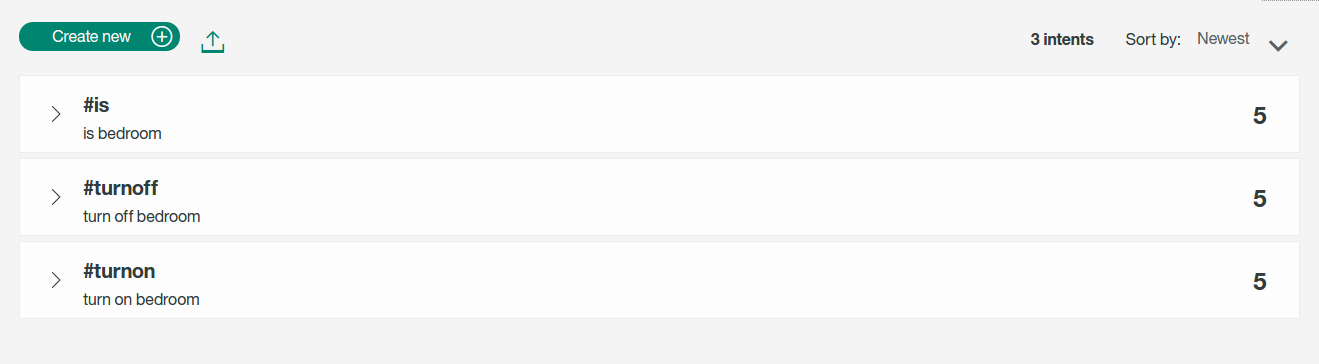 Create new
3 intents Sort by: Newest
#is
is bedroom
5
#turnoff
turn off bedroom
5
#turnon
turn on bedroom
5